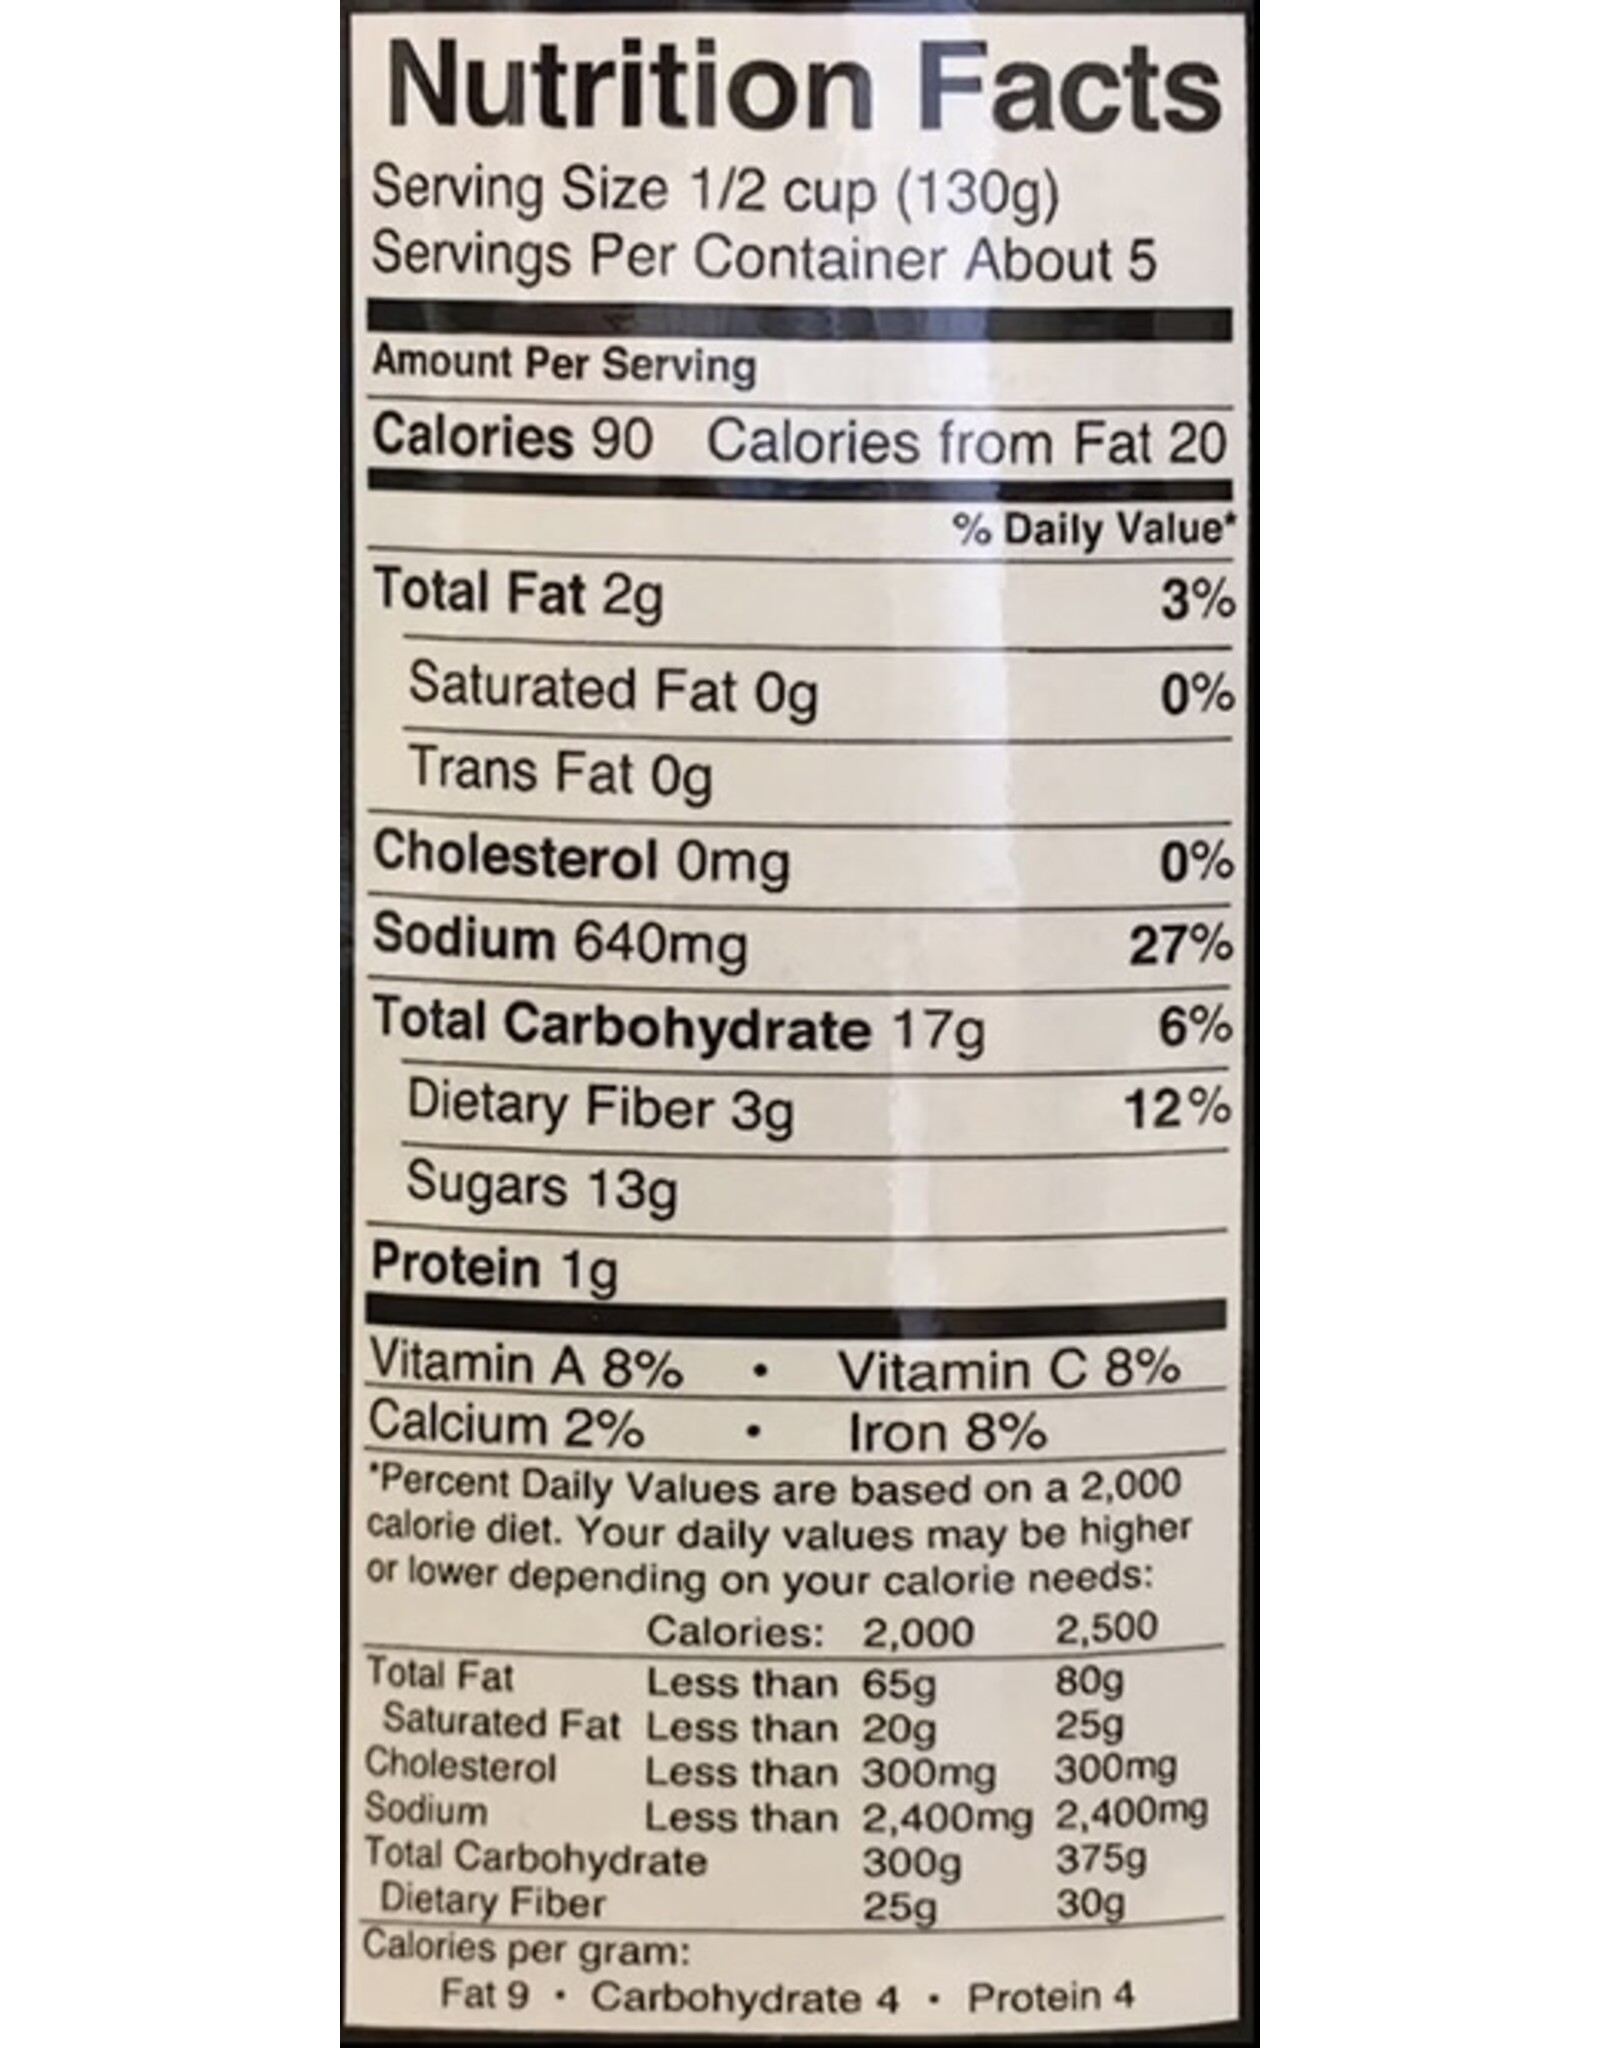 Nutrition Facts
Serving Size 1/2 cup (130g)
Servings Per Container About 5
Amount Per Serving
Calories 90 Calories from Fat 20
% Daily Value*
Total Fat 2g 3%
Saturated Fat 0g 0%
Trans Fat 0g
Cholesterol 0mg 0%
Sodium 640mg 27%
Total Carbohydrate 17g 6%
Dietary Fiber 3g 12%
Sugars 13g
Protein 1g
Vitamin A 8% • Vitamin C 8%
Calcium 2% • Iron 8%
*Percent Daily Values are based on a 2,000
calorie diet. Your daily values may be higher
or lower depending on your calorie needs:
Calories: 2,000 2,500
Total Fat Less than 65g 80g
Saturated Fat Less than 20g 25g
Cholesterol Less than 300mg 300mg
Sodium Less than 2,400mg 2,400mg
Total Carbohydrate 300g 375g
Dietary Fiber 25g 30g
Calories per gram:
Fat 9 • Carbohydrate 4 • Protein 4